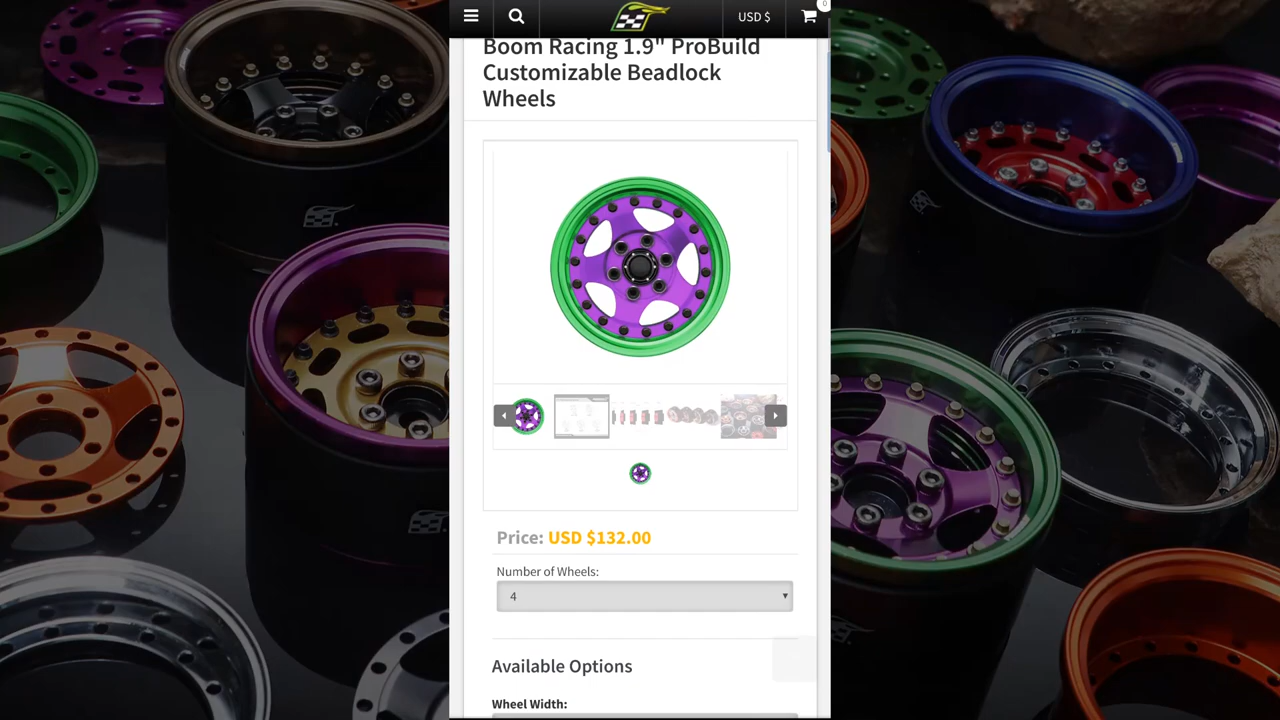 USD $
0
Boom Racing 1.9" ProBuild
Customizable Beadlock
Wheels
Price: USD $132.00
Number of Wheels:
4
Available Options
Wheel Width: